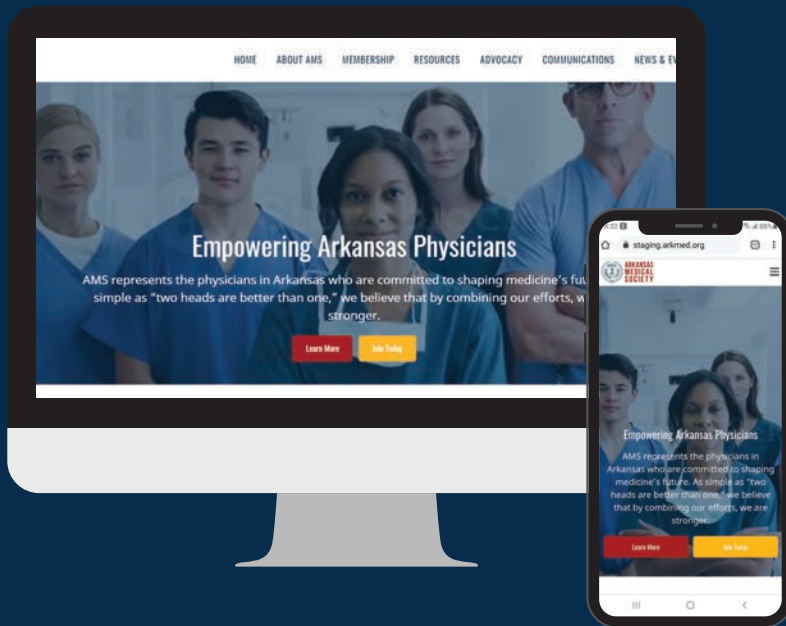 HOME ABOUT AMS MEMBERSHIP RESOURCES ADVOCACY COMMUNICATIONS NEWS &
Empowering Arkansas Physicians
AMS represents the physicians in Arkansas who are committed to shaping medicine's
simple as "two heads are better than one," we believe that by combining our efforts,
stronger.
Learn More Join Today
4:32 88%
staging.arkmed.org
ARKANSAS
MEDICAL
SOCIETY
Empowering Arkansas Physicians
AMS represents the physicians in
Arkansas who are committed to shaping
medicine's future. As simple as "two
heads are better than one," we believe
that by combining our efforts, we are
stronger.
Learn More Join Today